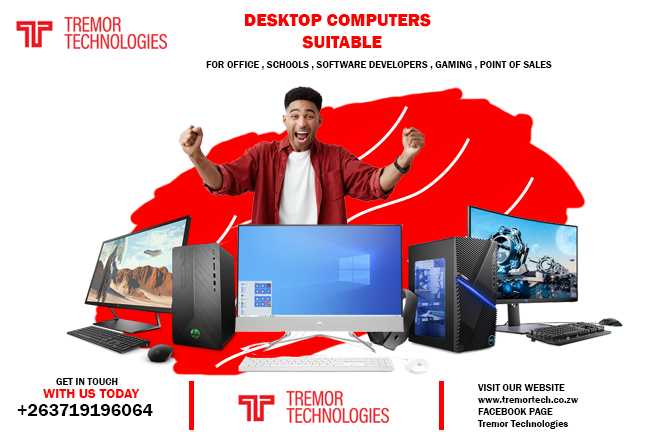 TREMOR
TECHNOLOGIES
DESKTOP COMPUTERS
SUITABLE
FOR OFFICE , SCHOOLS , SOFTWARE DEVELOPERS , GAMING , POINT OF SALES
GET IN TOUCH
WITH US TODAY
+263719196064
TREMOR
TECHNOLOGIES
VISIT OUR WEBSITE
www.tremortech.co.zw
FACEBOOK PAGE
Tremor Technologies